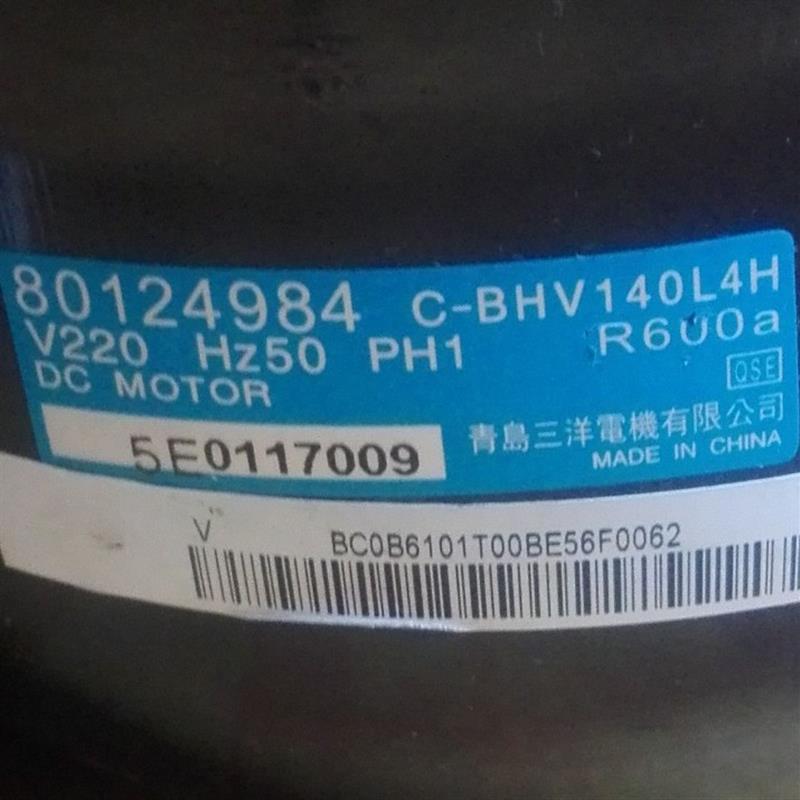 80124984 C-BHV140L4H
V220 Hz50 PH1 R600a
DC MOTOR QSE
5E0117009 青島三洋電機有限公司
MADE IN CHINA
V BC0B6101T00BE56F0062